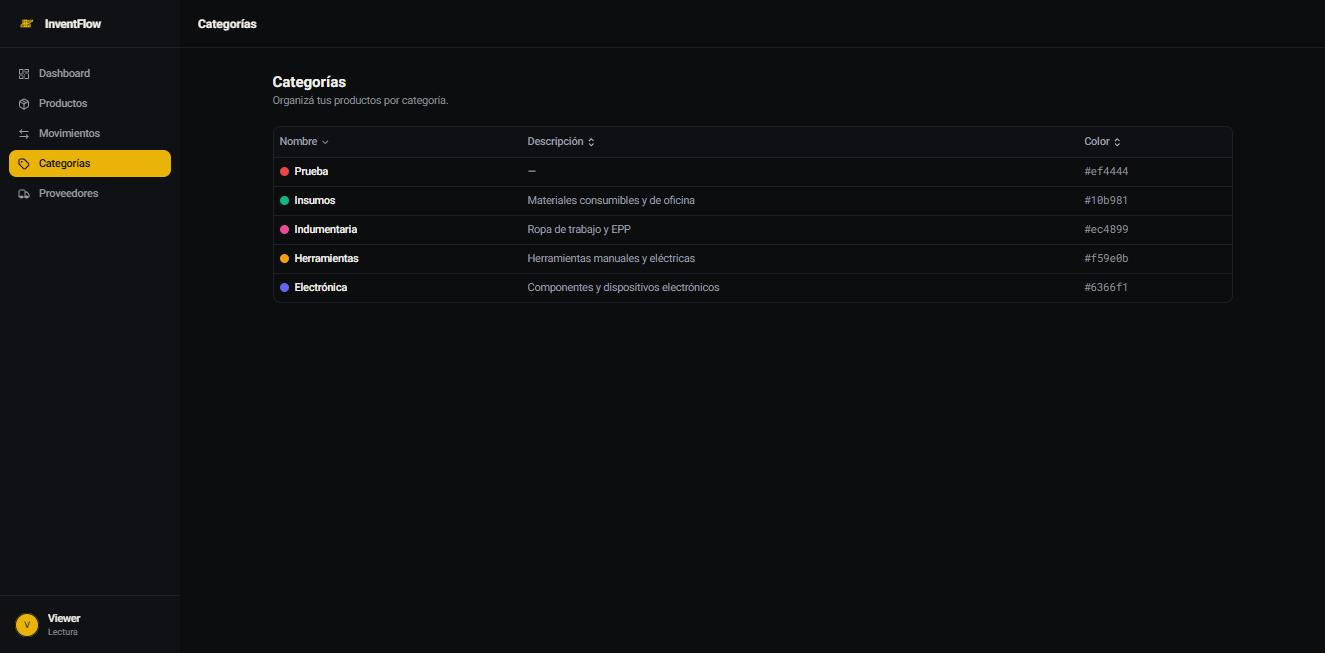 InventFlow
Categorías
Dashboard
Productos
Movimientos
Categorías
Proveedores
Categorías
Organizá tus productos por categoría.
Nombre Descripción Color
Prueba — #ef4444
Insumos Materiales consumibles y de oficina #10b981
Indumentaria Ropa de trabajo y EPP #ec4899
Herramientas Herramientas manuales y eléctricas #f59e0b
Electrónica Componentes y dispositivos electrónicos #6366f1
V
Viewer
Lectura